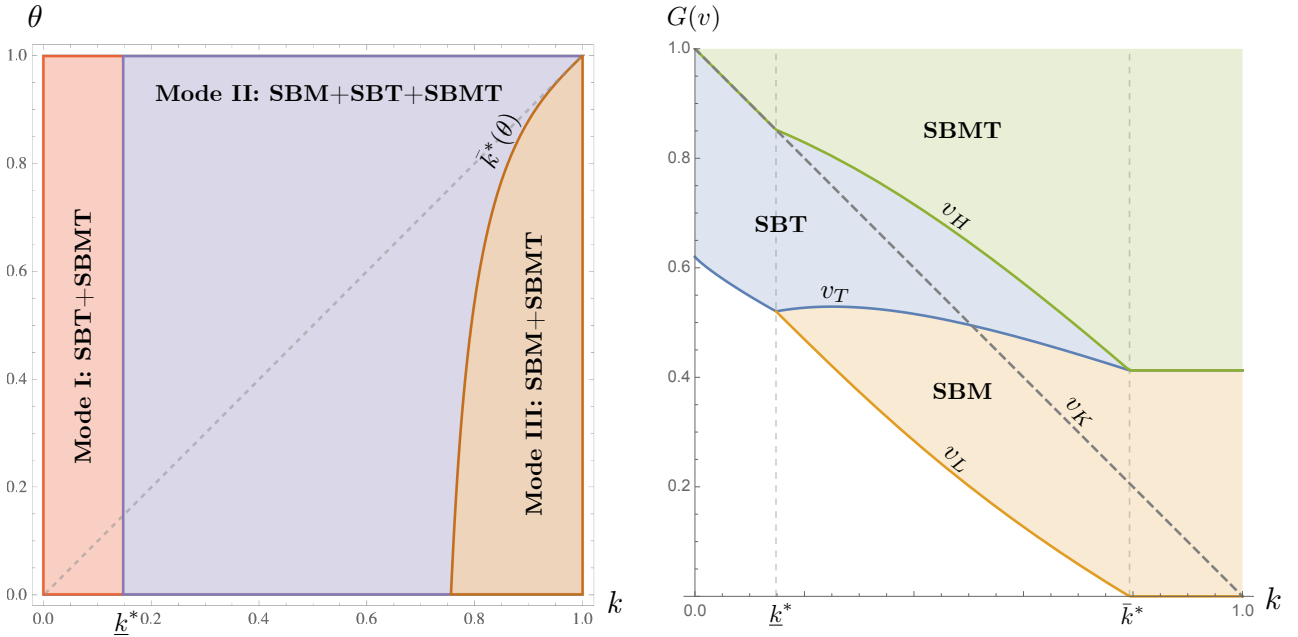 θ
1.0
0.8
0.6
0.4
0.2
0.0
Mode I: SBT+SBMT
Mode II: SBM+SBT+SBMT
k̄*(θ)
Mode III: SBM+SBMT
0.0
k̲*
0.2
0.4
0.6
0.8
1.0
k
G(v)
1.0
0.8
0.6
0.4
0.2
SBMT
SBT
v_H
v_T
SBM
v_K
v_L
0.0
k̲*
k̄*
1.0
k